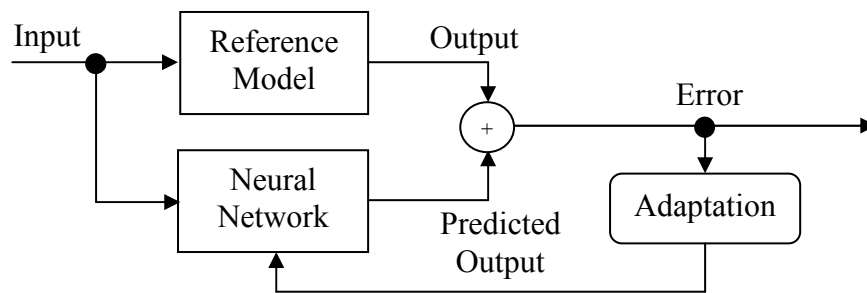 Input
Reference
Model
Output
Error
+
Neural
Network
Predicted
Output
Adaptation